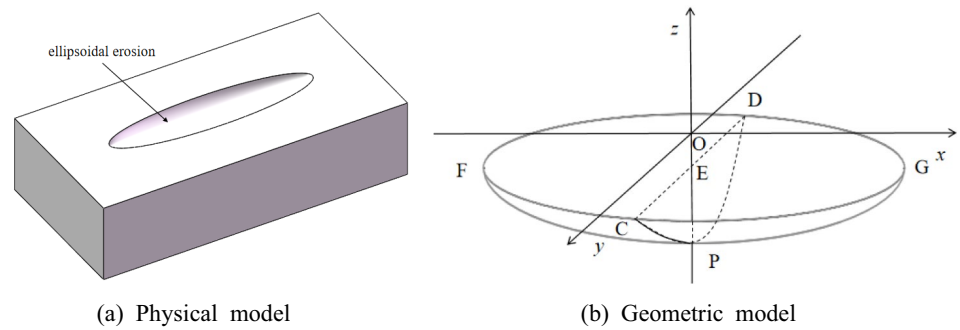 ellipsoidal erosion
z
D
O
x
F
E
G
C
y
P
(a) Physical model
(b) Geometric model